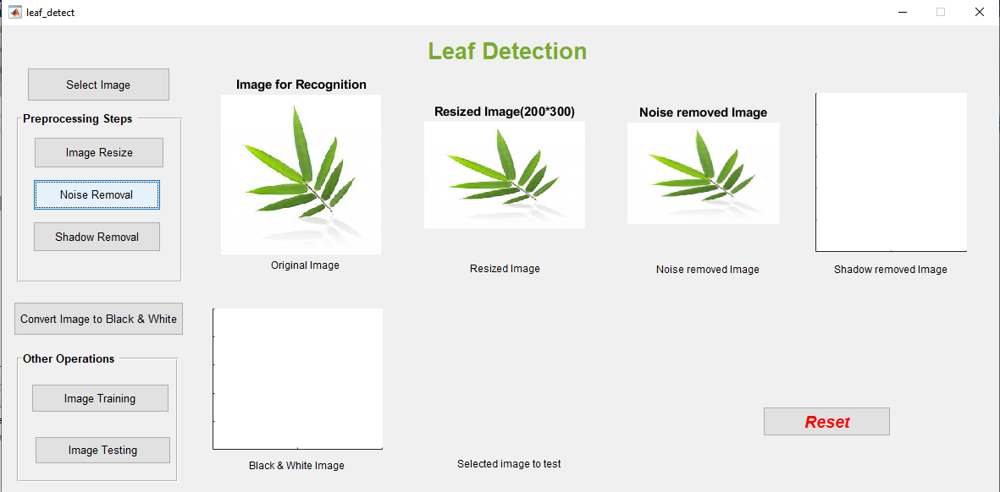 leaf_detect
Leaf Detection
Select Image
Preprocessing Steps
Image Resize
Noise Removal
Shadow Removal
Image for Recognition
Original Image
Resized Image(200*300)
Resized Image
Noise removed Image
Noise removed Image
Shadow removed Image
Convert Image to Black & White
Other Operations
Image Training
Image Testing
Black & White Image
Selected image to test
Reset